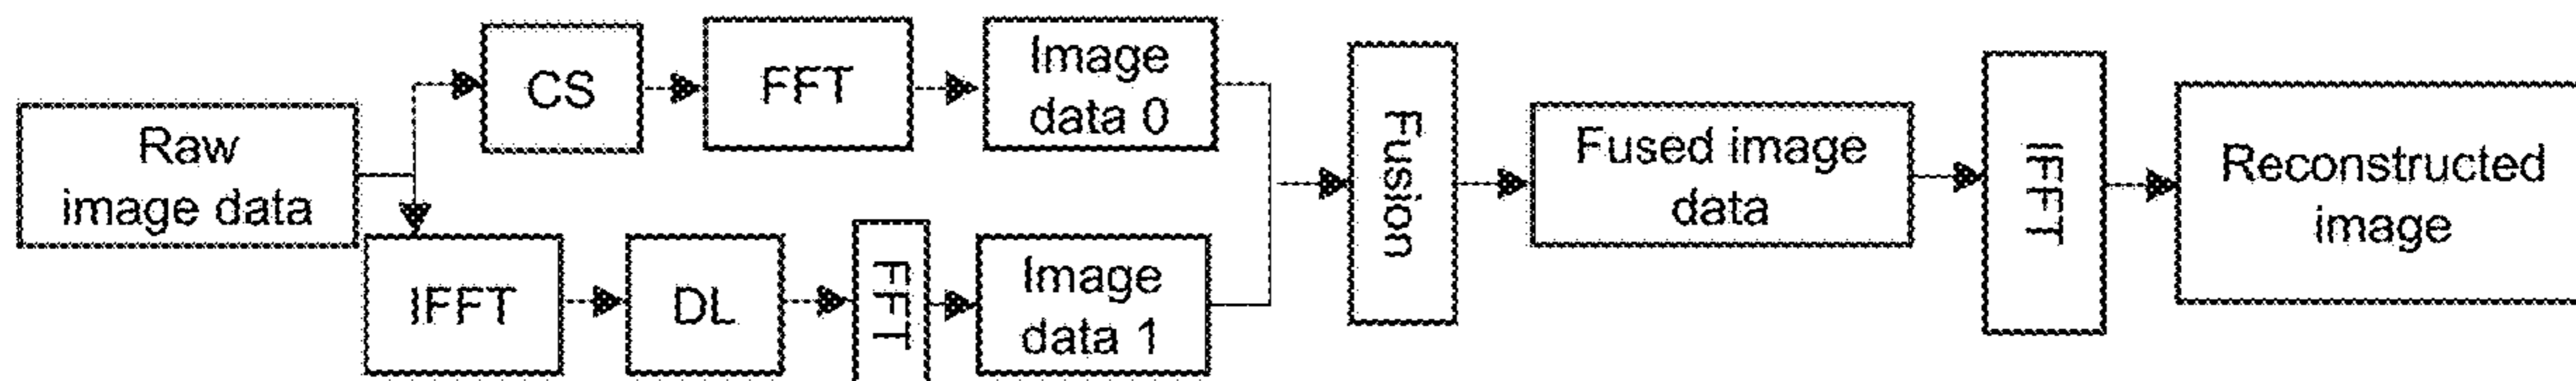 Raw
image data
CS
FFT
Image
data 0
IFFT
DL
FFT
Image
data 1
Fusion
Fused image
data
IFFT
Reconstructed
image